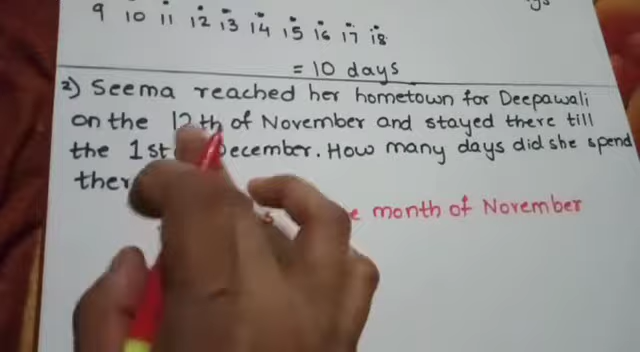 9 10 11 12 13 14 15 16 17 18
= 10 days
2) Seema reached her hometown for Deepawali
on the 12th of November and stayed there till
the 1st December. How many days did she spend
ther
month of November